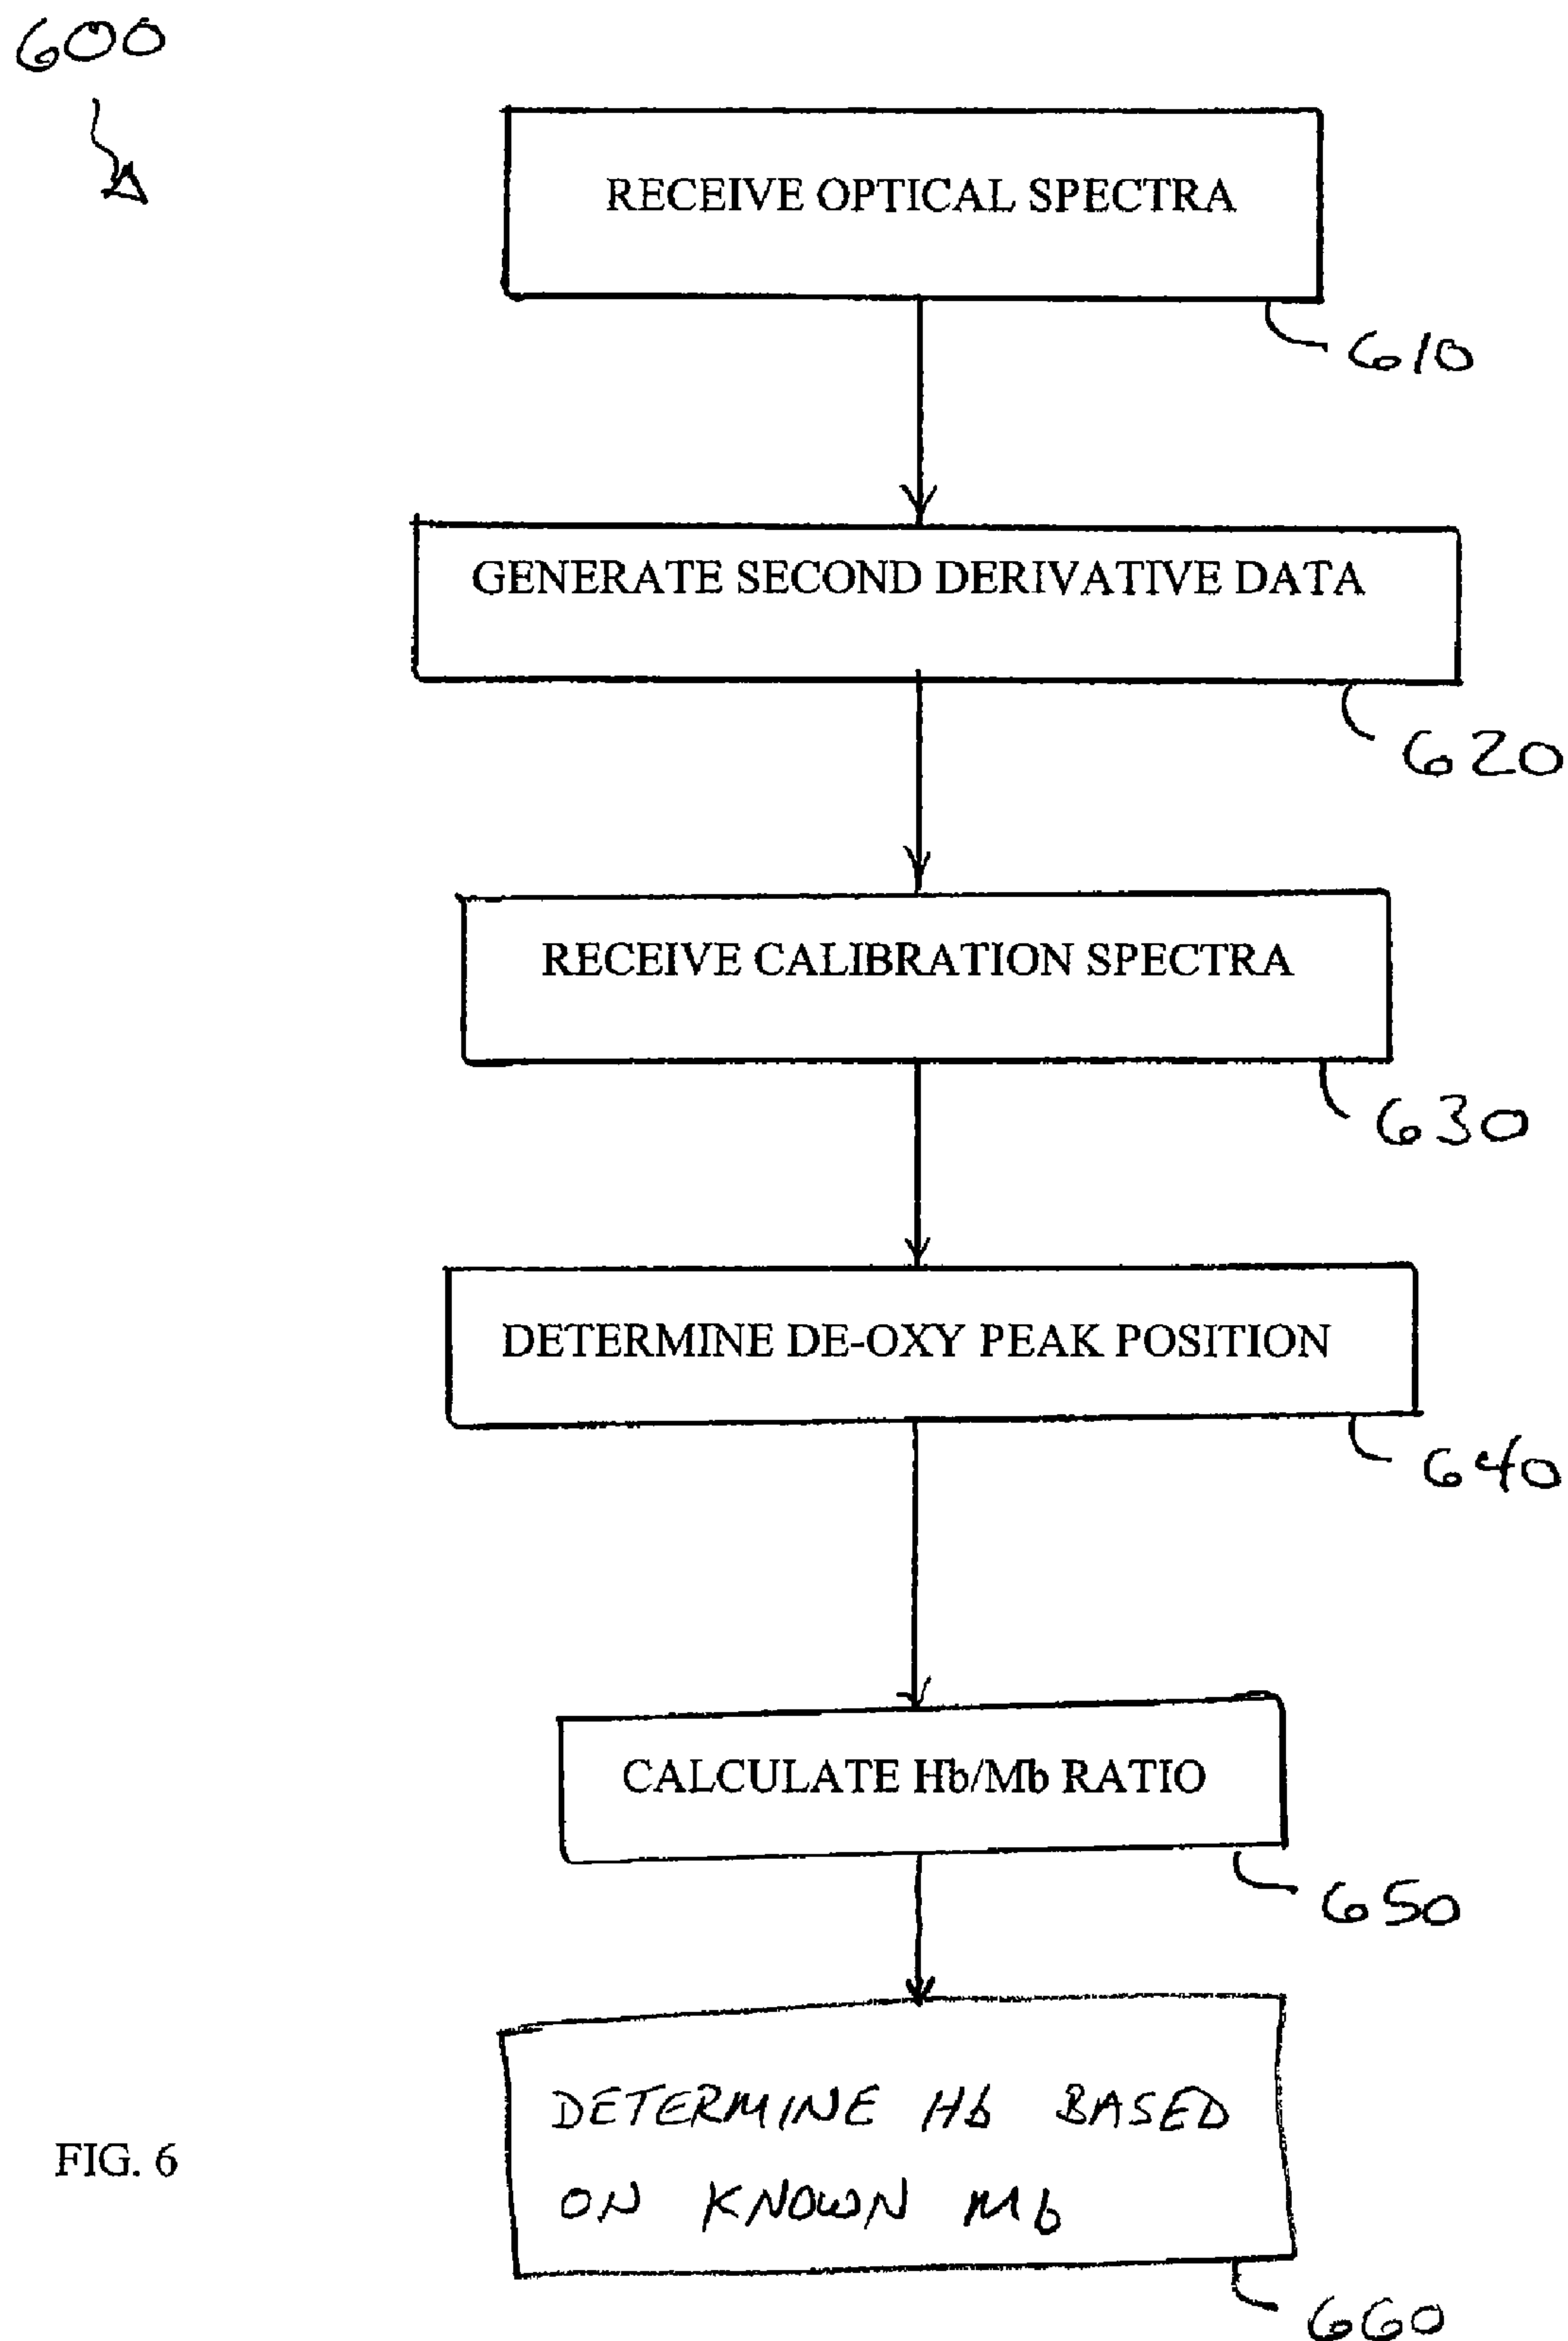 600
RECEIVE OPTICAL SPECTRA
610
GENERATE SECOND DERIVATIVE DATA
620
RECEIVE CALIBRATION SPECTRA
630
DETERMINE DE-OXY PEAK POSITION
640
CALCULATE Hb/Mb RATIO
650
DETERMINE Hb BASED
ON KNOWN Mb
660
FIG. 6